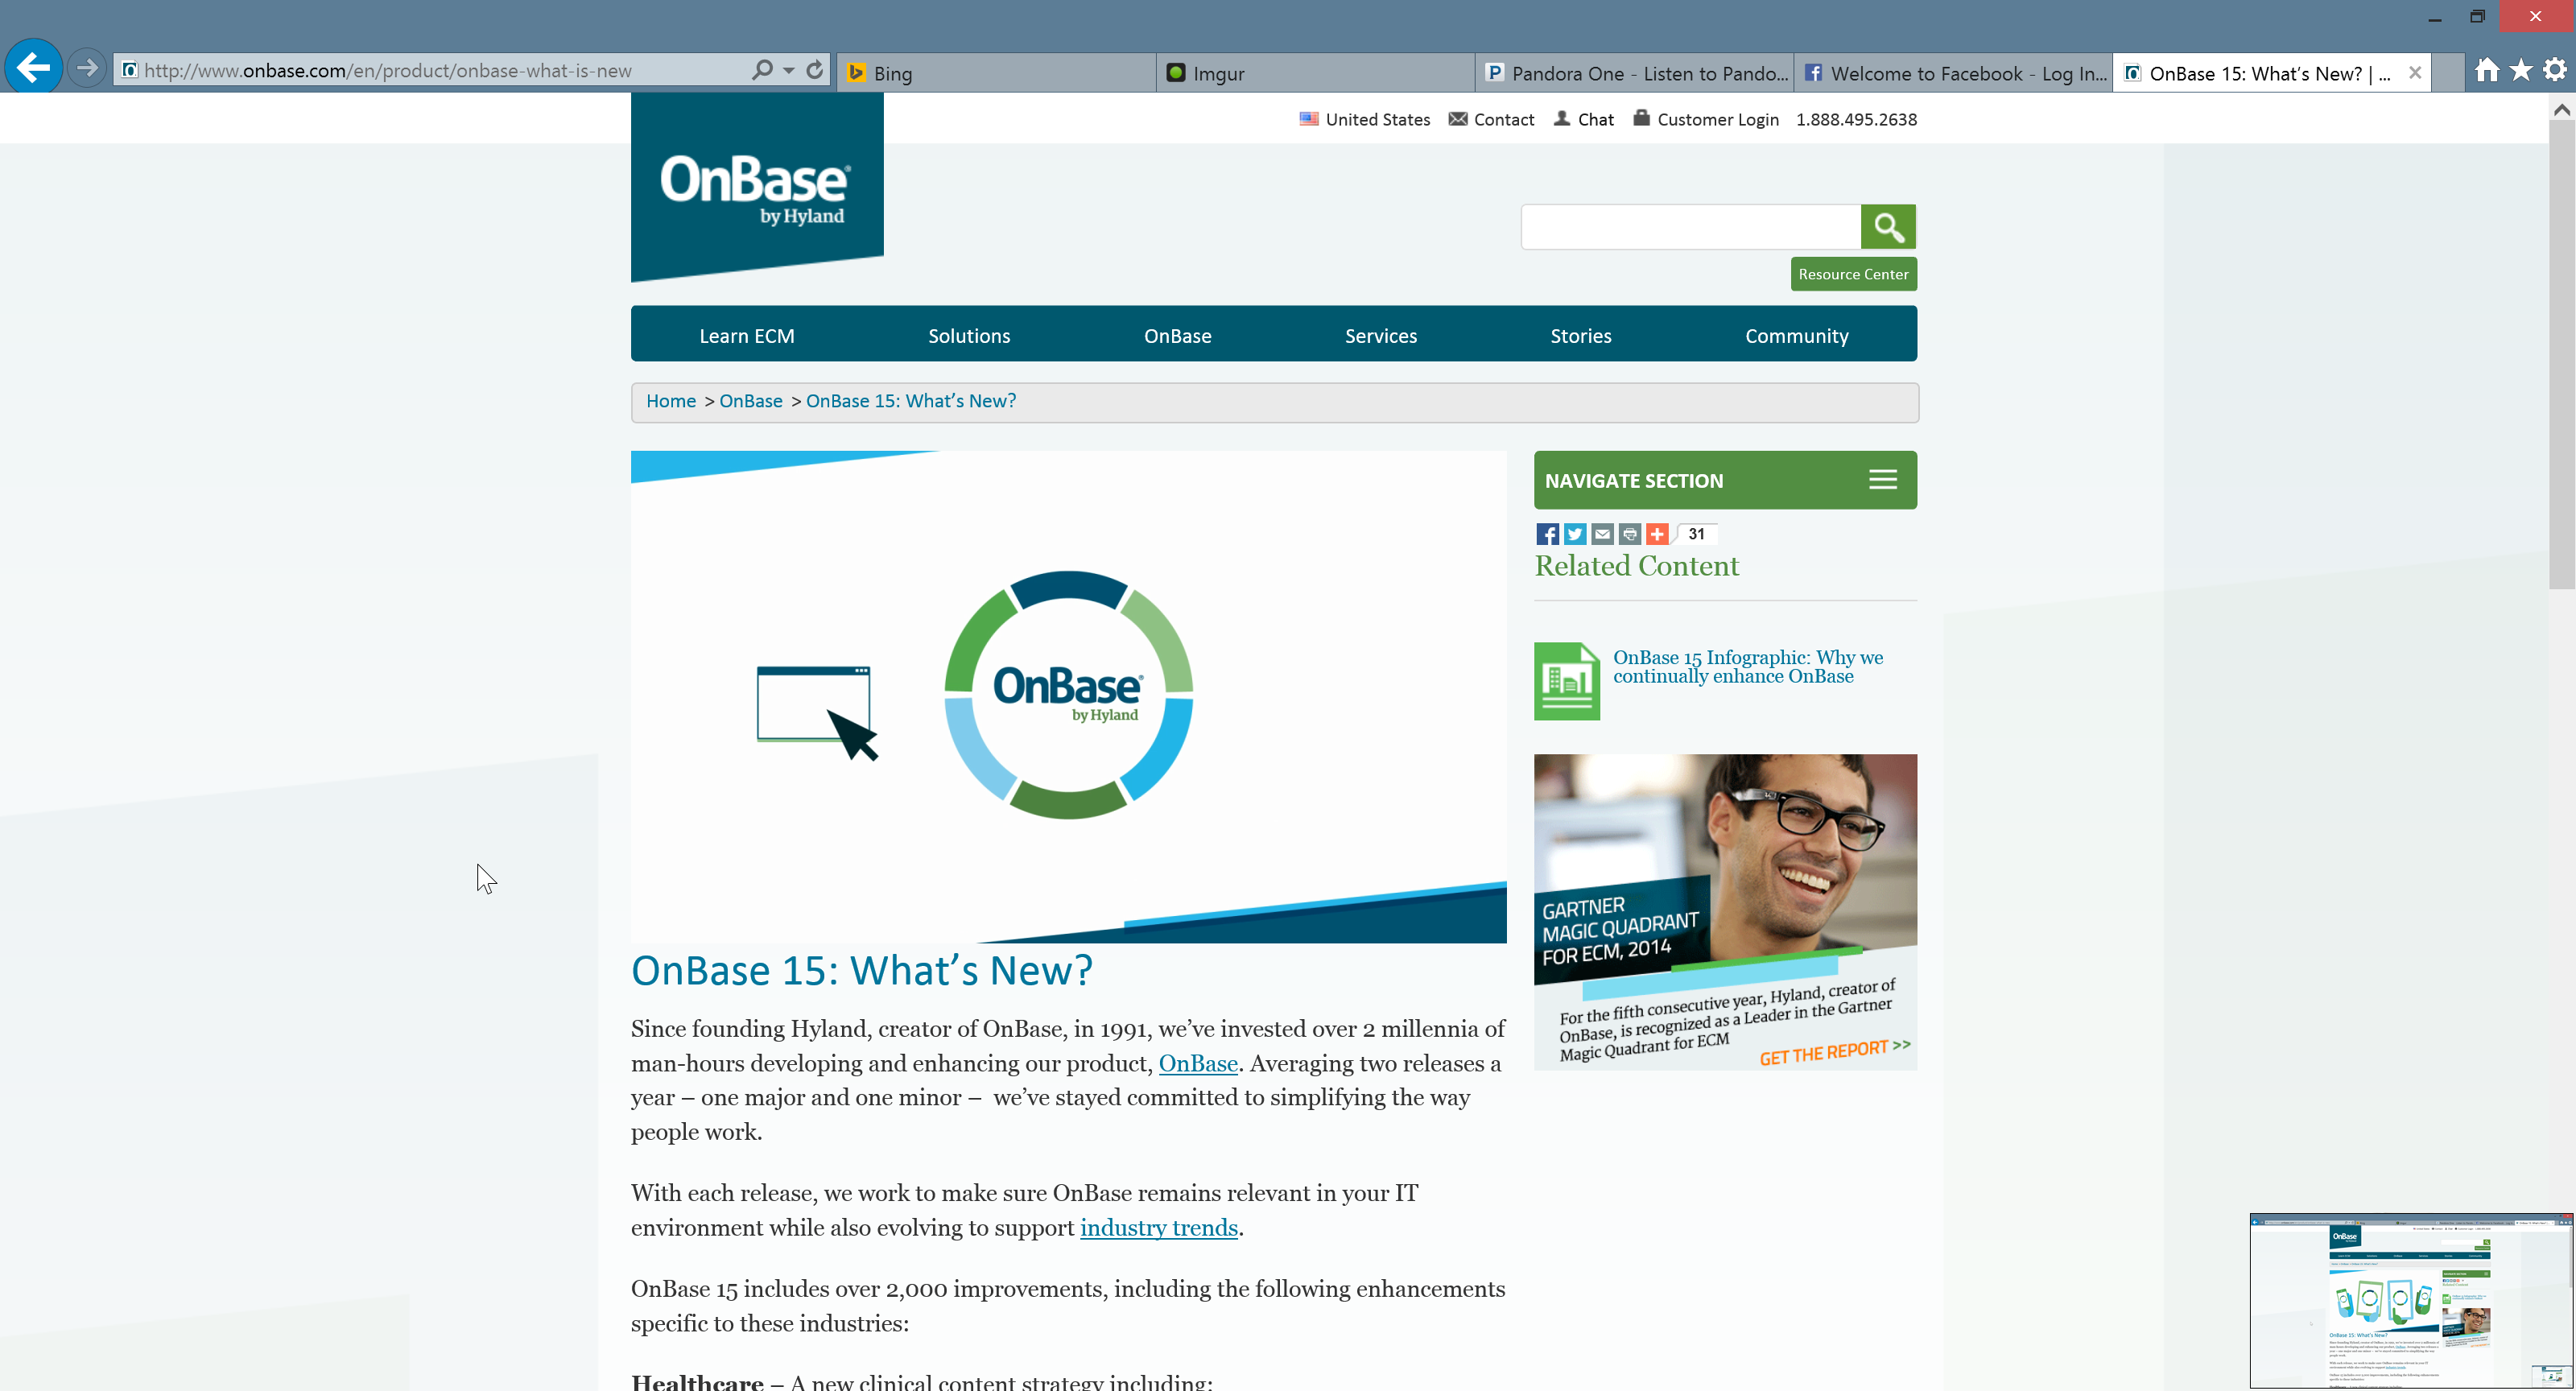 http://www.onbase.com/en/product/onbase-what-is-new
Bing
Imgur
Pandora One - Listen to Pando...
Welcome to Facebook - Log In...
OnBase 15: What's New? | ...
United States
Contact
Chat
Customer Login
1.888.495.2638
OnBase®
by Hyland
Resource Center
Learn ECM
Solutions
OnBase
Services
Stories
Community
Home > OnBase > OnBase 15: What's New?
OnBase®
by Hyland
NAVIGATE SECTION
31
Related Content
OnBase 15 Infographic: Why we
continually enhance OnBase
GARTNER
MAGIC QUADRANT
FOR ECM, 2014
For the fifth consecutive year, Hyland, creator of
OnBase, is recognized as a Leader in the Gartner
Magic Quadrant for ECM
GET THE REPORT >>
OnBase 15: What's New?
Since founding Hyland, creator of OnBase, in 1991, we've invested over 2 millennia of
man-hours developing and enhancing our product, OnBase. Averaging two releases a
year – one major and one minor –  we've stayed committed to simplifying the way
people work.
With each release, we work to make sure OnBase remains relevant in your IT
environment while also evolving to support industry trends.
OnBase 15 includes over 2,000 improvements, including the following enhancements
specific to these industries:
Healthcare – A new clinical content strategy including:
OnBase
OnBase 15: What's New?